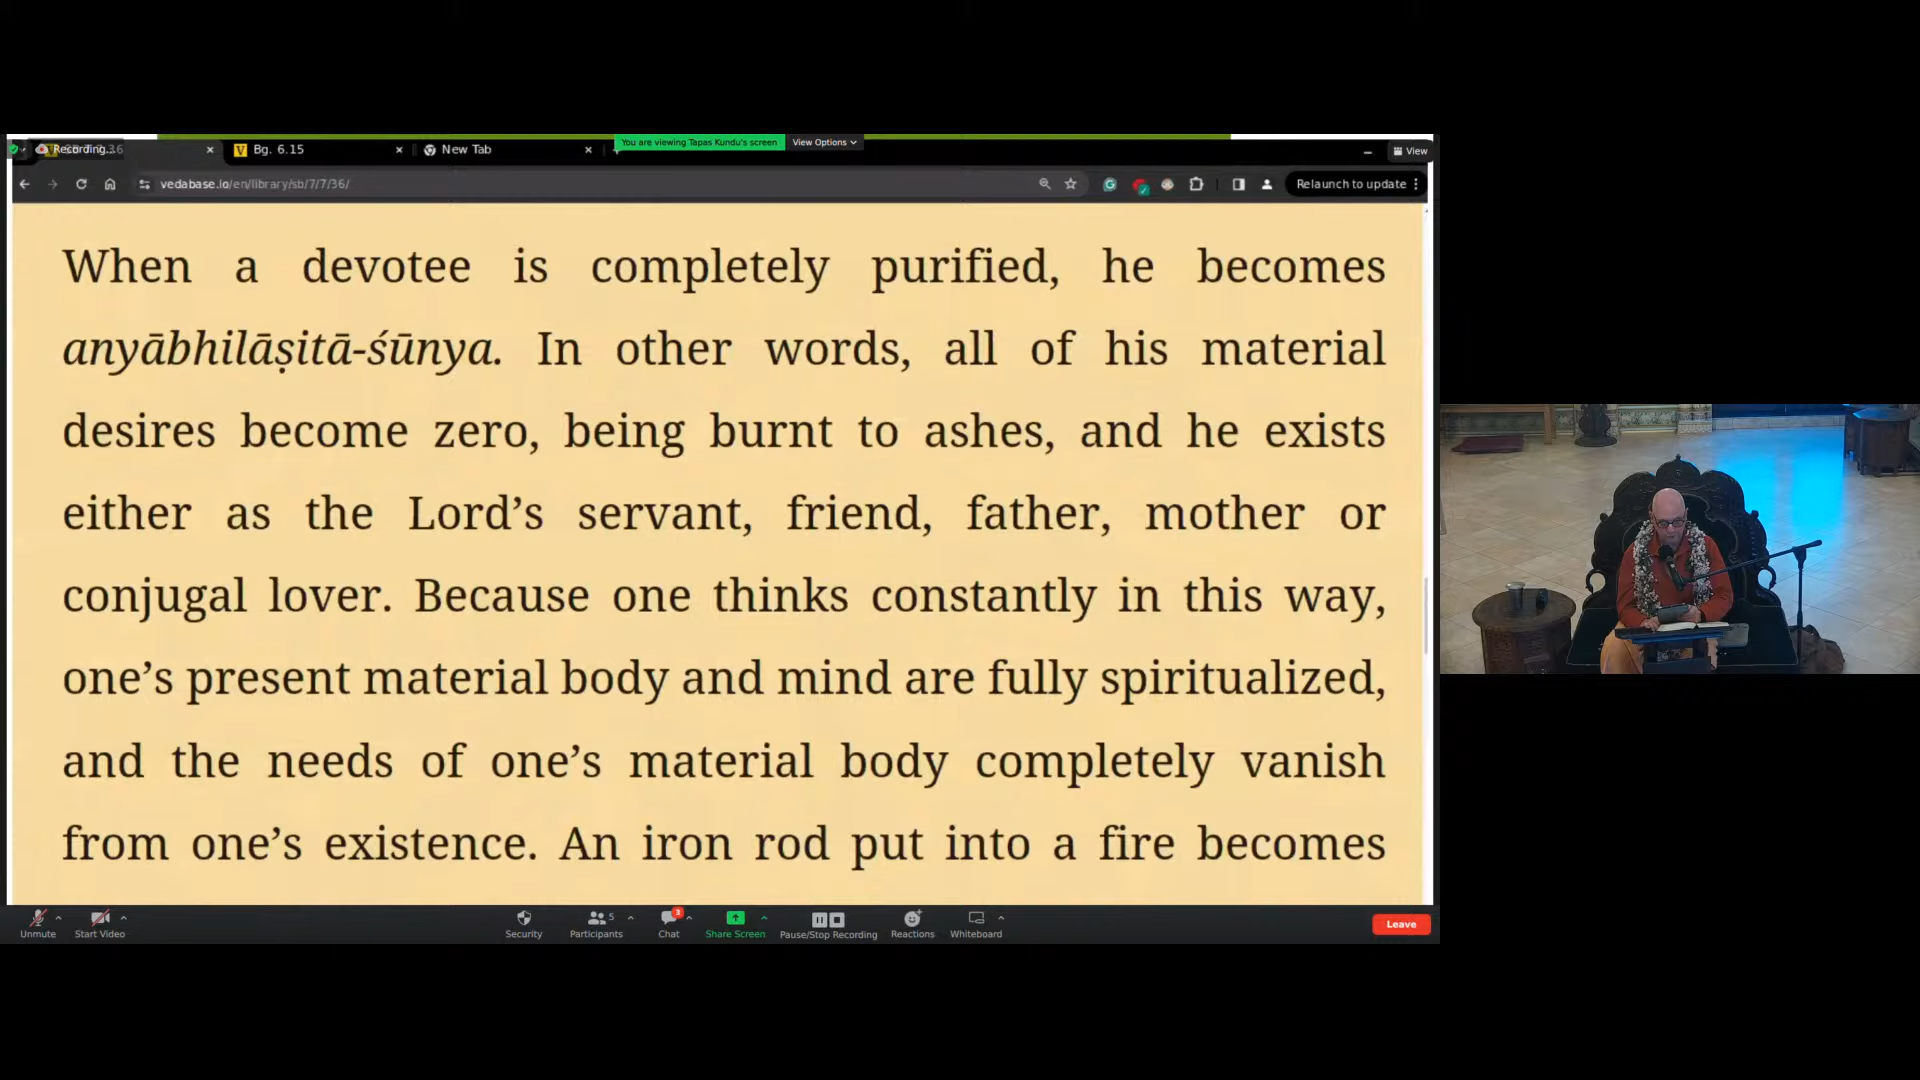 You are viewing Tapas Kundu's screen
View Options
Recording...
Bg. 6.15
New Tab
View
vedabase.io/en/library/sb/7/7/36/
Relaunch to update
When a devotee is completely purified, he becomes
anyābhilāṣitā-śūnya. In other words, all of his material
desires become zero, being burnt to ashes, and he exists
either as the Lord’s servant, friend, father, mother or
conjugal lover. Because one thinks constantly in this way,
one’s present material body and mind are fully spiritualized,
and the needs of one’s material body completely vanish
from one’s existence. An iron rod put into a fire becomes
Unmute
Start Video
Security
Participants 5
Chat 3
Share Screen
Pause/Stop Recording
Reactions
Whiteboard
Leave